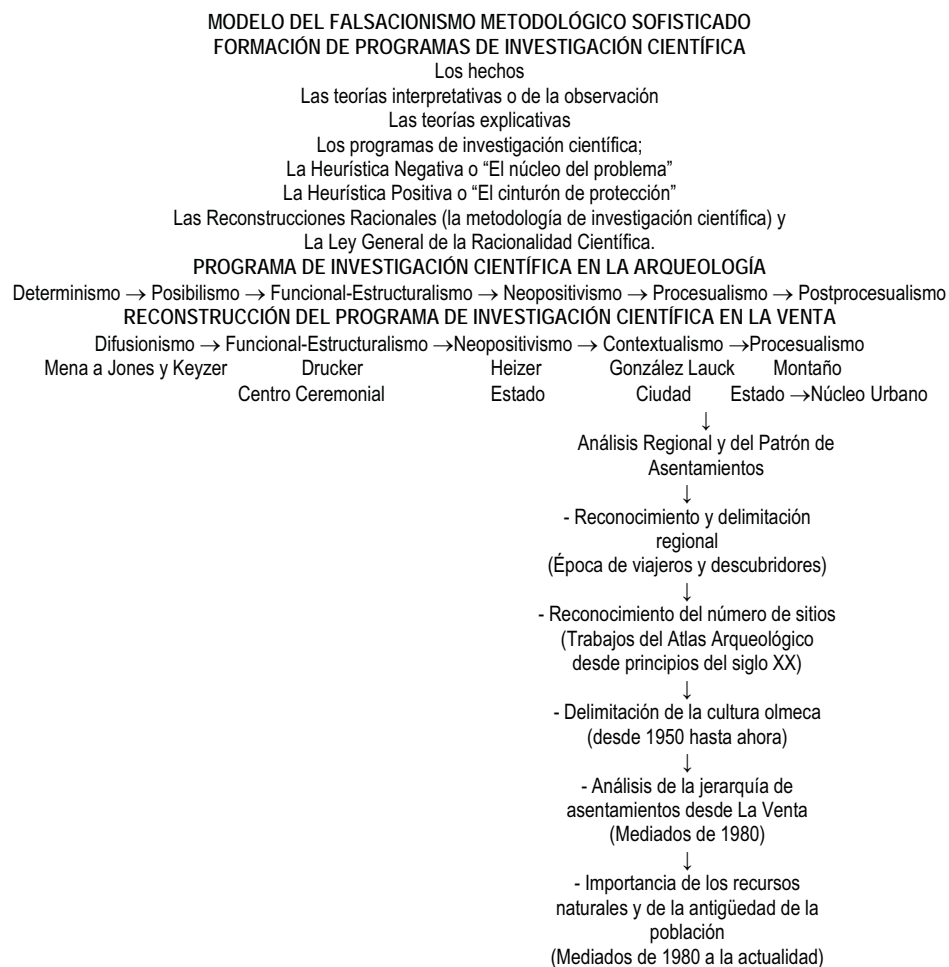 MODELO DEL FALSACIONISMO METODOLÓGICO SOFISTICADO
FORMACIÓN DE PROGRAMAS DE INVESTIGACIÓN CIENTÍFICA
Los hechos
Las teorías interpretativas o de la observación
Las teorías explicativas
Los programas de investigación científica;
La Heurística Negativa o “El núcleo del problema”
La Heurística Positiva o “El cinturón de protección”
Las Reconstrucciones Racionales (la metodología de investigación científica) y
La Ley General de la Racionalidad Científica.
PROGRAMA DE INVESTIGACIÓN CIENTÍFICA EN LA ARQUEOLOGÍA
Determinismo → Posibilismo → Funcional-Estructuralismo → Neopositivismo → Procesualismo → Postprocesualismo
RECONSTRUCCIÓN DEL PROGRAMA DE INVESTIGACIÓN CIENTÍFICA EN LA VENTA
Difusionismo → Funcional-Estructuralismo →Neopositivismo → Contextualismo →Procesualismo
Mena a Jones y Keyzer Drucker Heizer González Lauck Montaño
Centro Ceremonial Estado Ciudad Estado →Núcleo Urbano
↓
Análisis Regional y del Patrón de
Asentamientos
↓
- Reconocimiento y delimitación
regional
(Época de viajeros y descubridores)
↓
- Reconocimiento del número de sitios
(Trabajos del Atlas Arqueológico
desde principios del siglo XX)
↓
- Delimitación de la cultura olmeca
(desde 1950 hasta ahora)
↓
- Análisis de la jerarquía de
asentamientos desde La Venta
(Mediados de 1980)
↓
- Importancia de los recursos
naturales y de la antigüedad de la
población
(Mediados de 1980 a la actualidad)